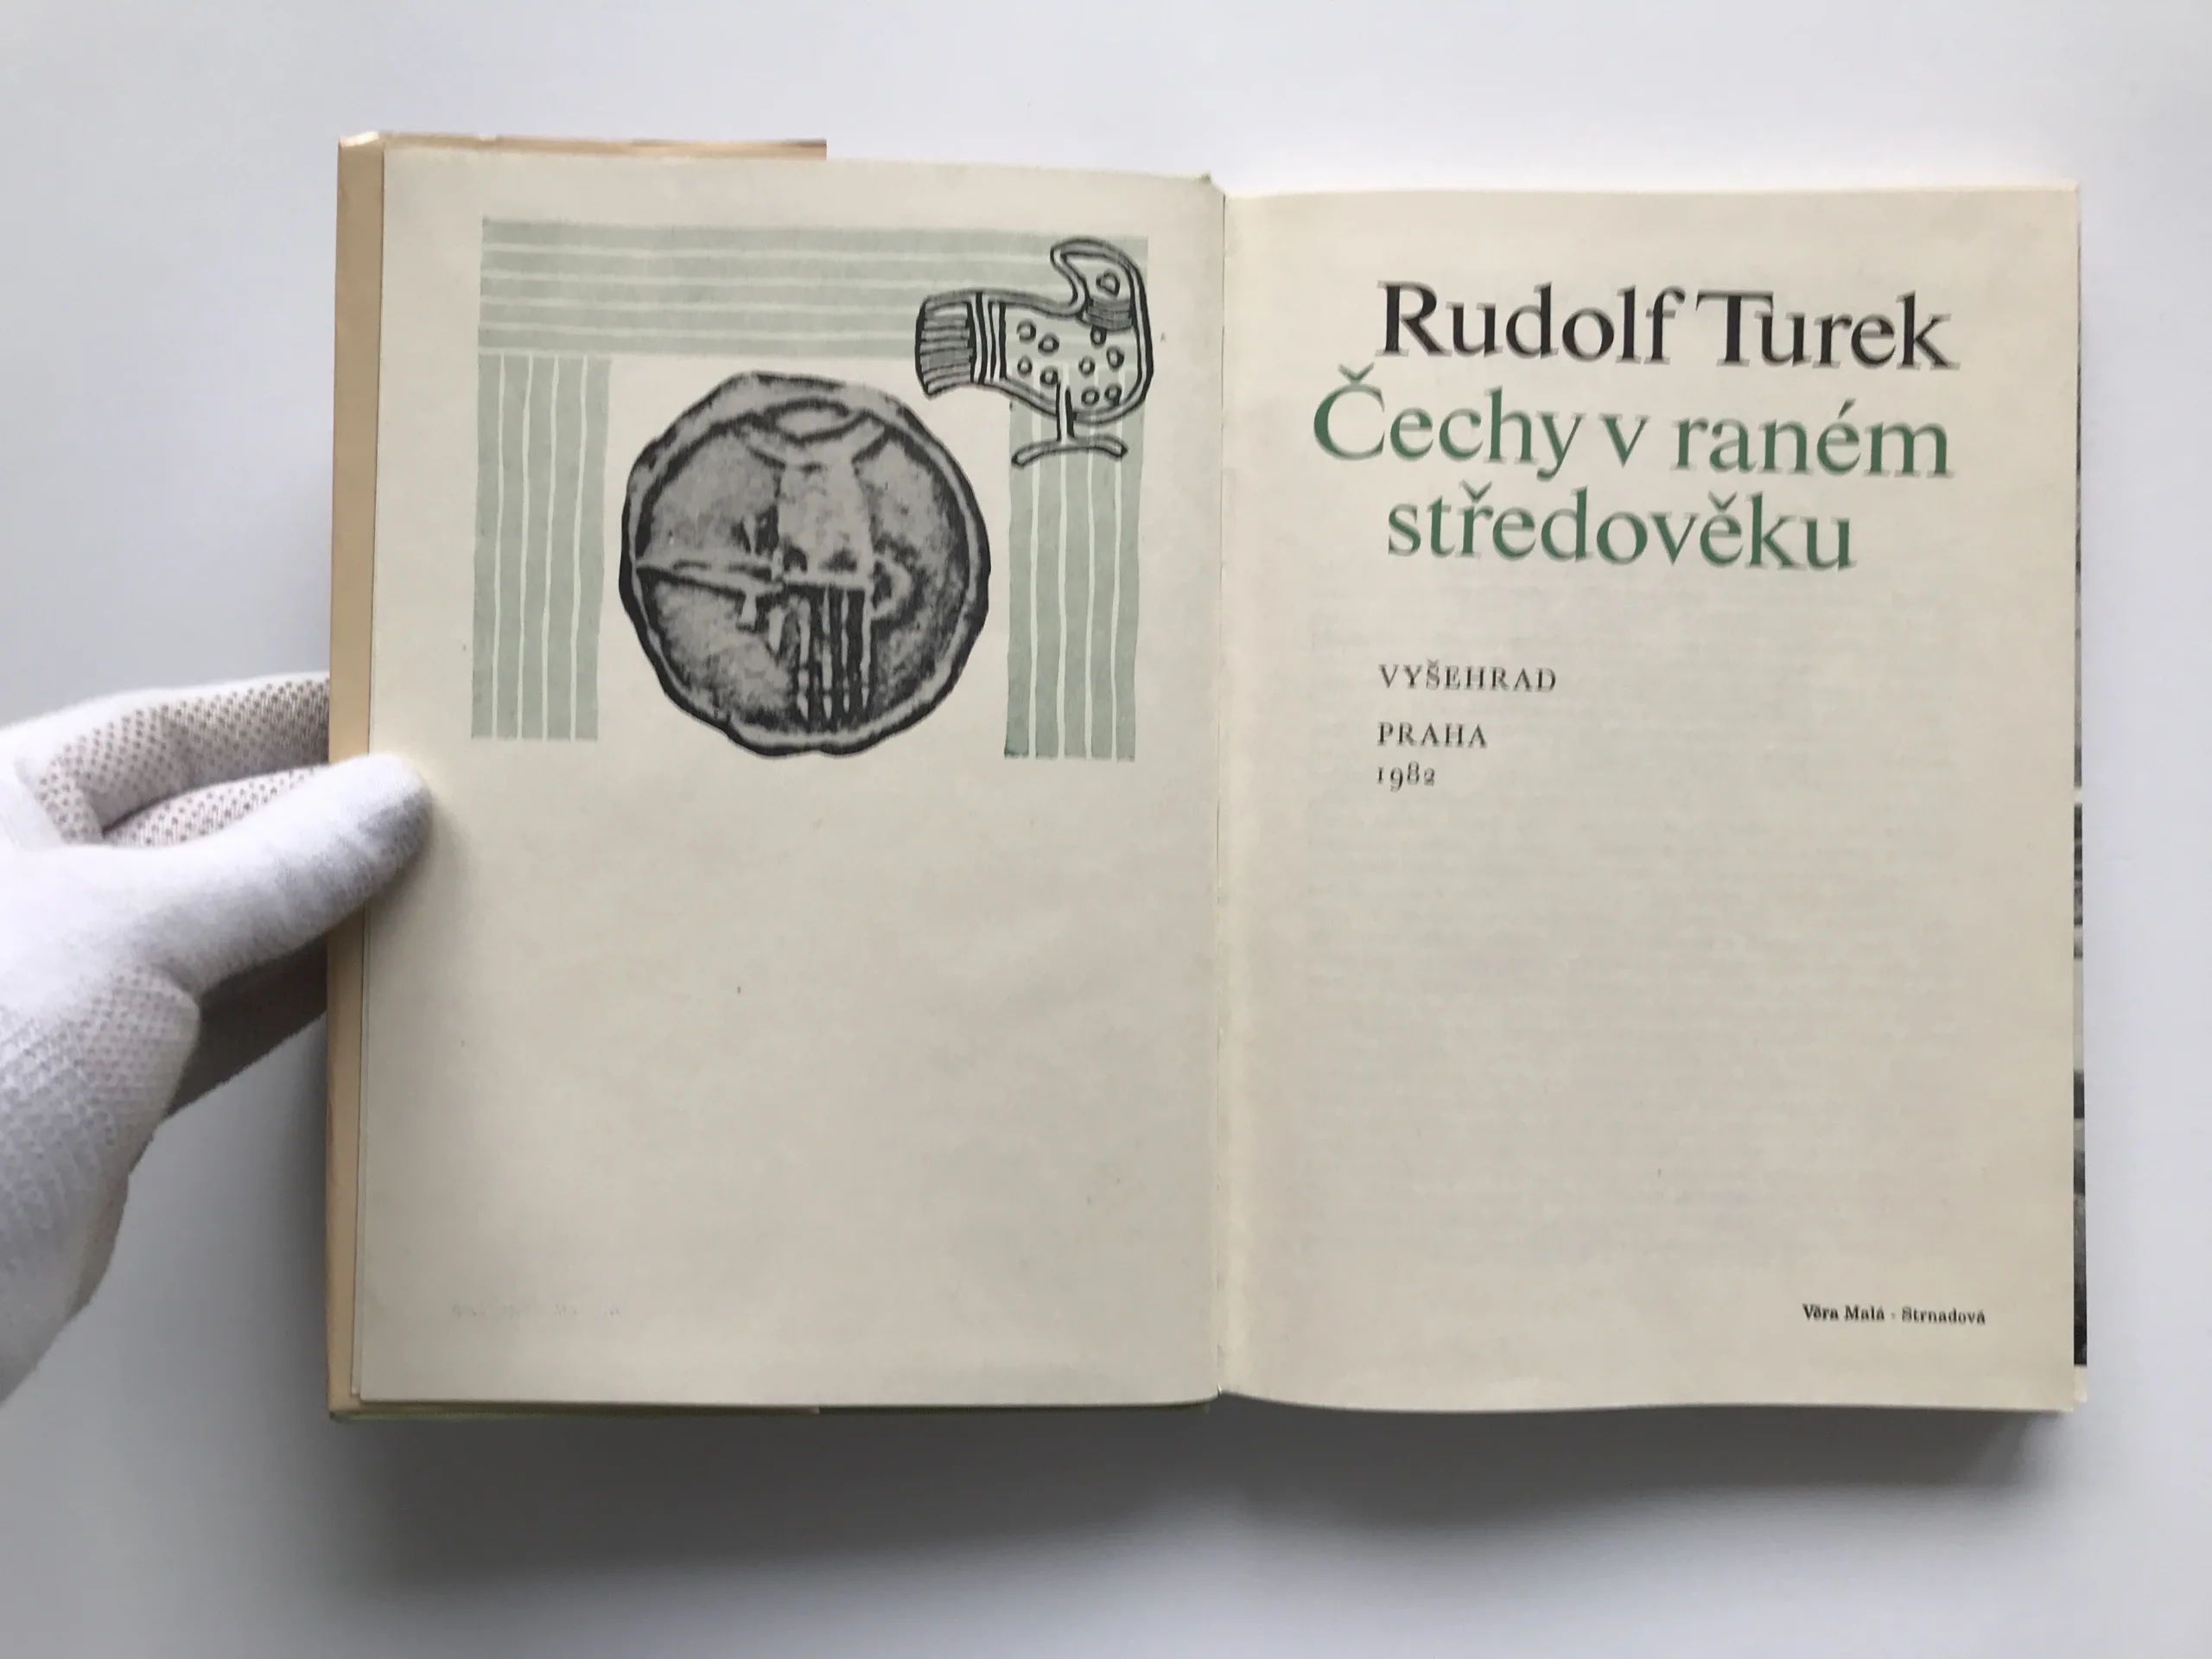 Rudolf Turek
Čechy v raném
středověku
VYŠEHRAD
PRAHA
1982
Věra Malá - Strnadová